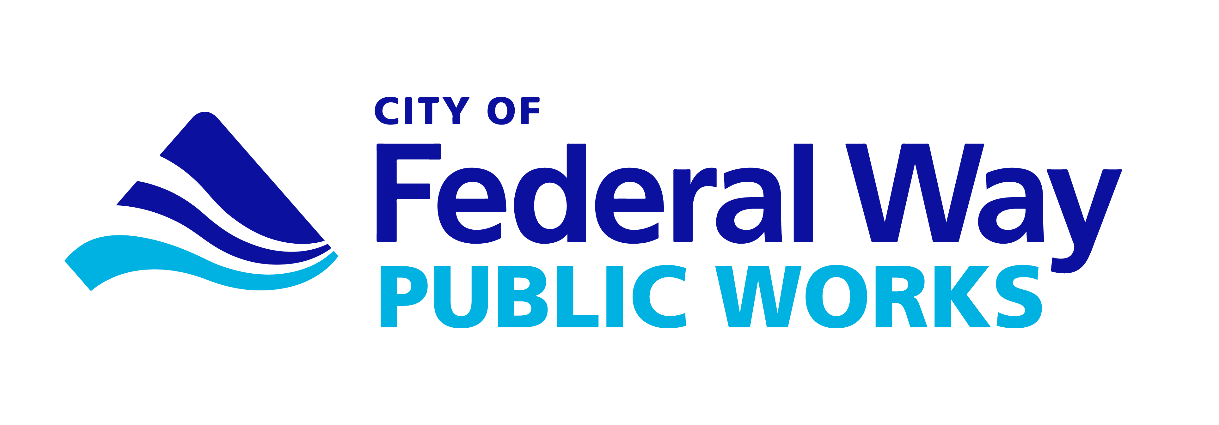 CITY OF
Federal Way
PUBLIC WORKS